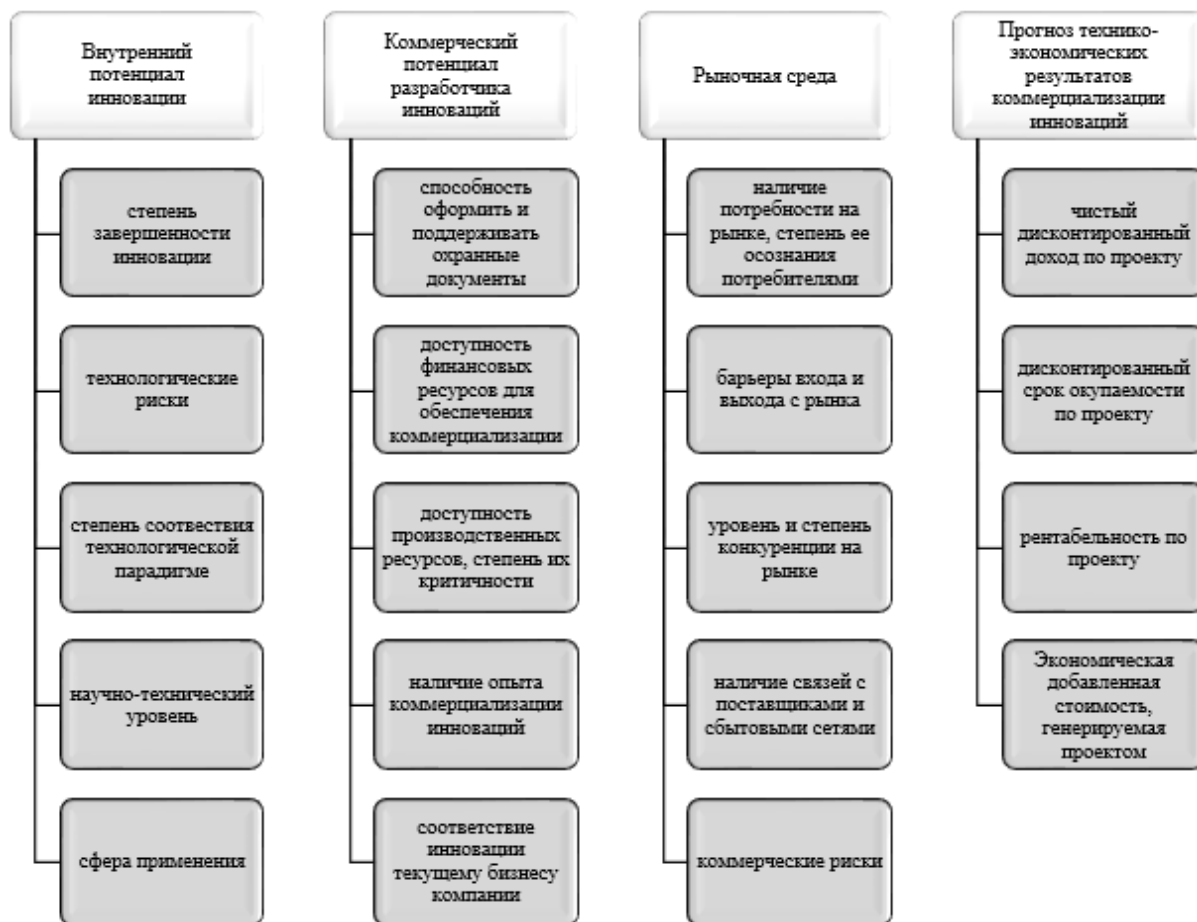 Внутренний
потенциал
инновации
степень
завершенности
инновации
технологические
риски
степень соотвествия
технологической
парадигме
научно-технический
уровень
сфера применения
Коммерческий
потенциал
разработчика
инноваций
способность
оформить и
поддерживать
охранные
документы
доступность
финансовых
ресурсов для
обеспечения
коммерциализации
доступность
производственных
ресурсов, степень их
критичности
наличие опыта
коммерциализации
инноваций
соответствие
инновации
текущему бизнесу
компании
Рыночная среда
наличие
потребности на
рынке, степень ее
осознания
потребителями
барьеры входа и
выхода с рынка
уровень и степень
конкуренции на
рынке
наличие связей с
поставщиками и
сбытовыми сетями
коммерческие риски
Прогноз технико-
экономических
результатов
коммерциализации
инноваций
чистый
дисконтированный
доход по проекту
дисконтированный
срок окупаемости
по проекту
рентабельность по
проекту
Экономическая
добавленная
стоимость,
генерируемая
проектом